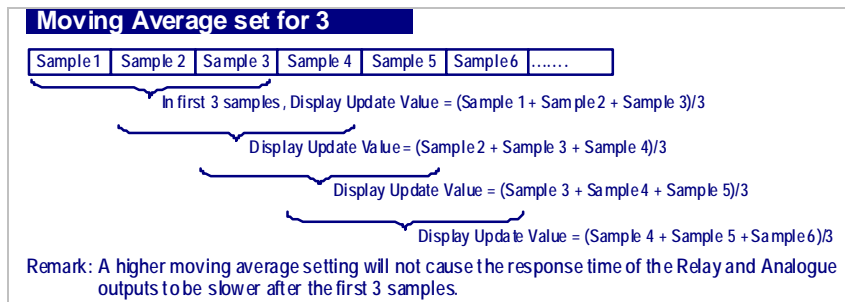 Moving Average set for 3
Sample 1 Sample 2 Sample 3 Sample 4 Sample 5 Sample 6 .......
In first 3 samples, Display Update Value = (Sample 1 + Sample 2 + Sample 3)/3
Display Update Value = (Sample 2 + Sample 3 + Sample 4)/3
Display Update Value = (Sample 3 + Sample 4 + Sample 5)/3
Display Update Value = (Sample 4 + Sample 5 + Sample 6)/3
Remark: A higher moving average setting will not cause the response time of the Relay and Analogue
outputs to be slower after the first 3 samples.